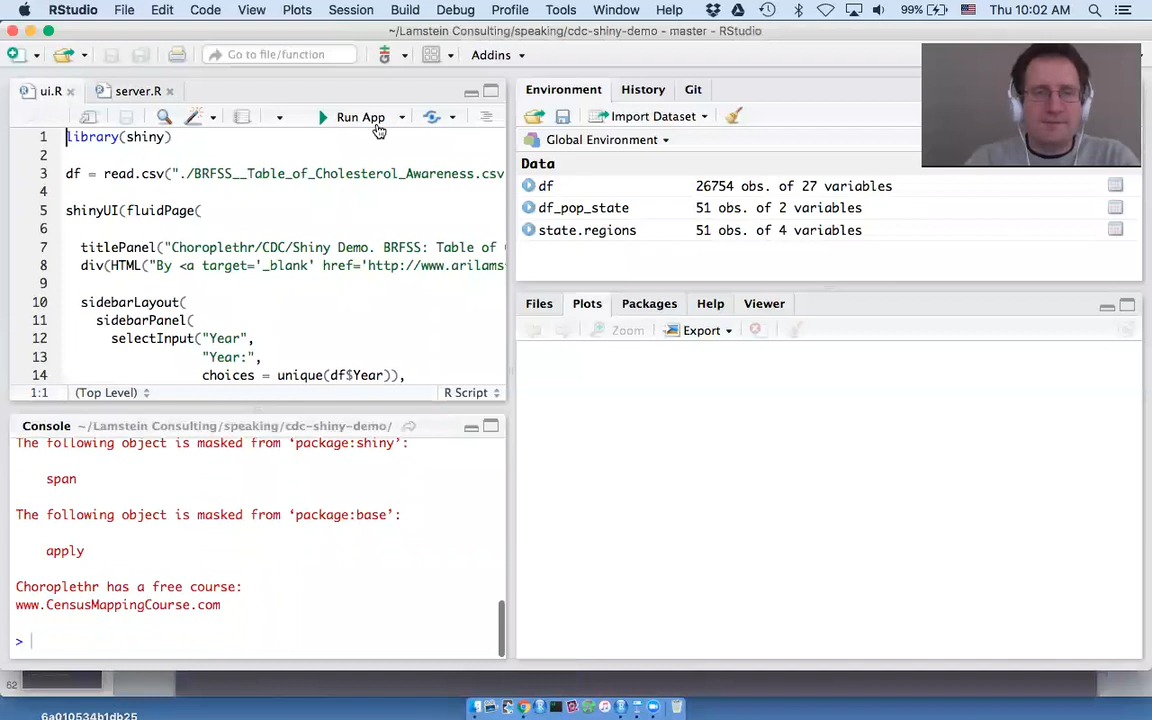 RStudio File Edit Code View Plots Session Build Debug Profile Tools Window Help 99% Thu 10:02 AM
~/Lamstein Consulting/speaking/cdc-shiny-demo - master - RStudio
Go to file/function Addins
ui.R server.R
Run App
1 library(shiny)
2
3 df = read.csv("./BRFSS__Table_of_Cholesterol_Awareness.csv
4
5 shinyUI(fluidPage(
6
7 titlePanel("Choroplethr/CDC/Shiny Demo. BRFSS: Table of
8 div(HTML("By <a target='_blank' href='http://www.arilams
9
10 sidebarLayout(
11 sidebarPanel(
12 selectInput("Year",
13 "Year:",
14 choices = unique(df$Year)),
1:1 (Top Level) R Script
Console ~/Lamstein Consulting/speaking/cdc-shiny-demo/
The following object is masked from ‘package:shiny’:
span
The following object is masked from ‘package:base’:
apply
Choroplethr has a free course:
www.CensusMappingCourse.com
>
Environment History Git
Import Dataset
Global Environment
Data
df 26754 obs. of 27 variables
df_pop_state 51 obs. of 2 variables
state.regions 51 obs. of 4 variables
Files Plots Packages Help Viewer
Zoom Export
62
6a010534b1db25